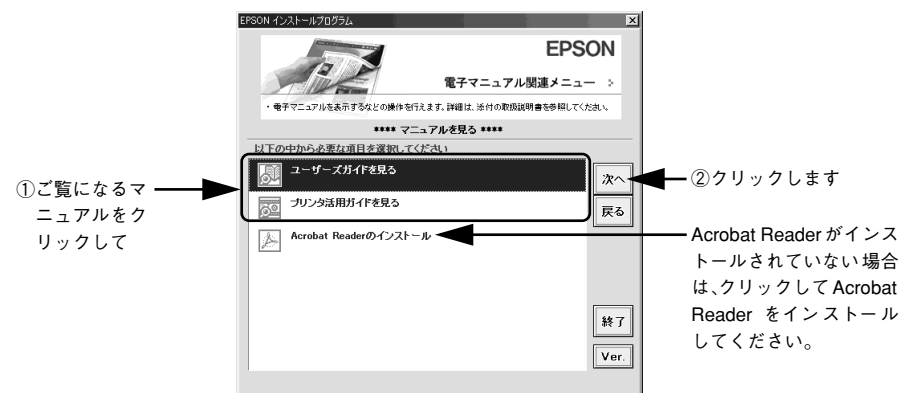 EPSON インストールプログラム
EPSON
電子マニュアル関連メニュー
・電子マニュアルを表示するなどの操作を行えます。詳細は、添付の取扱説明書を参照してください。
**** マニュアルを見る ****
以下の中から必要な項目を選択してください
ユーザーズガイドを見る
プリンタ活用ガイドを見る
Acrobat Readerのインストール
次へ
戻る
終了
Ver.
①ご覧になるマ
ニュアルをク
リックして
②クリックします
Acrobat Reader がインス
トールされていない場合
は、クリックして Acrobat
Reader をインストール
してください。